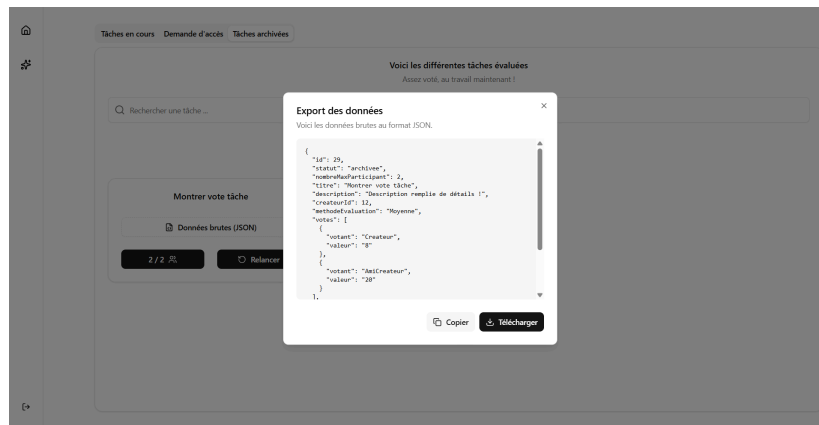 Tâches en cours Demande d'accès Tâches archivées
Voici les différentes tâches évaluées
Assez voté, au travail maintenant !
Rechercher une tâche ...
Montrer vote tâche
Données brutes (JSON)
2 / 2
Relancer
Export des données
Voici les données brutes au format JSON.
{
"id": 29,
"statut": "archivee",
"nombreMaxParticipant": 2,
"titre": "Montrer vote tâche",
"description": "Description remplie de détails !",
"createurId": 12,
"methodeEvaluation": "Moyenne",
"votes": [
{
"votant": "Createur",
"valeur": "8"
},
{
"votant": "AmiCreateur",
"valeur": "20"
}
],
Copier
Télécharger